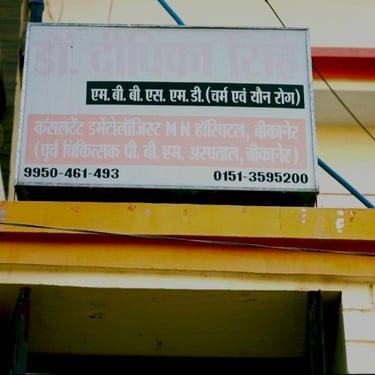 डॉ. दीपिका सिंह
एम. बी. बी. एस. एम. डी. (चर्म एवं यौन रोग)
कंसलटेंट डर्मेटोलॉजिस्ट M N हॉस्पिटल, बीकानेर
(पूर्व चिकित्सक पी. बी. एम. अस्पताल, बीकानेर)
9950-461-493 0151-3595200